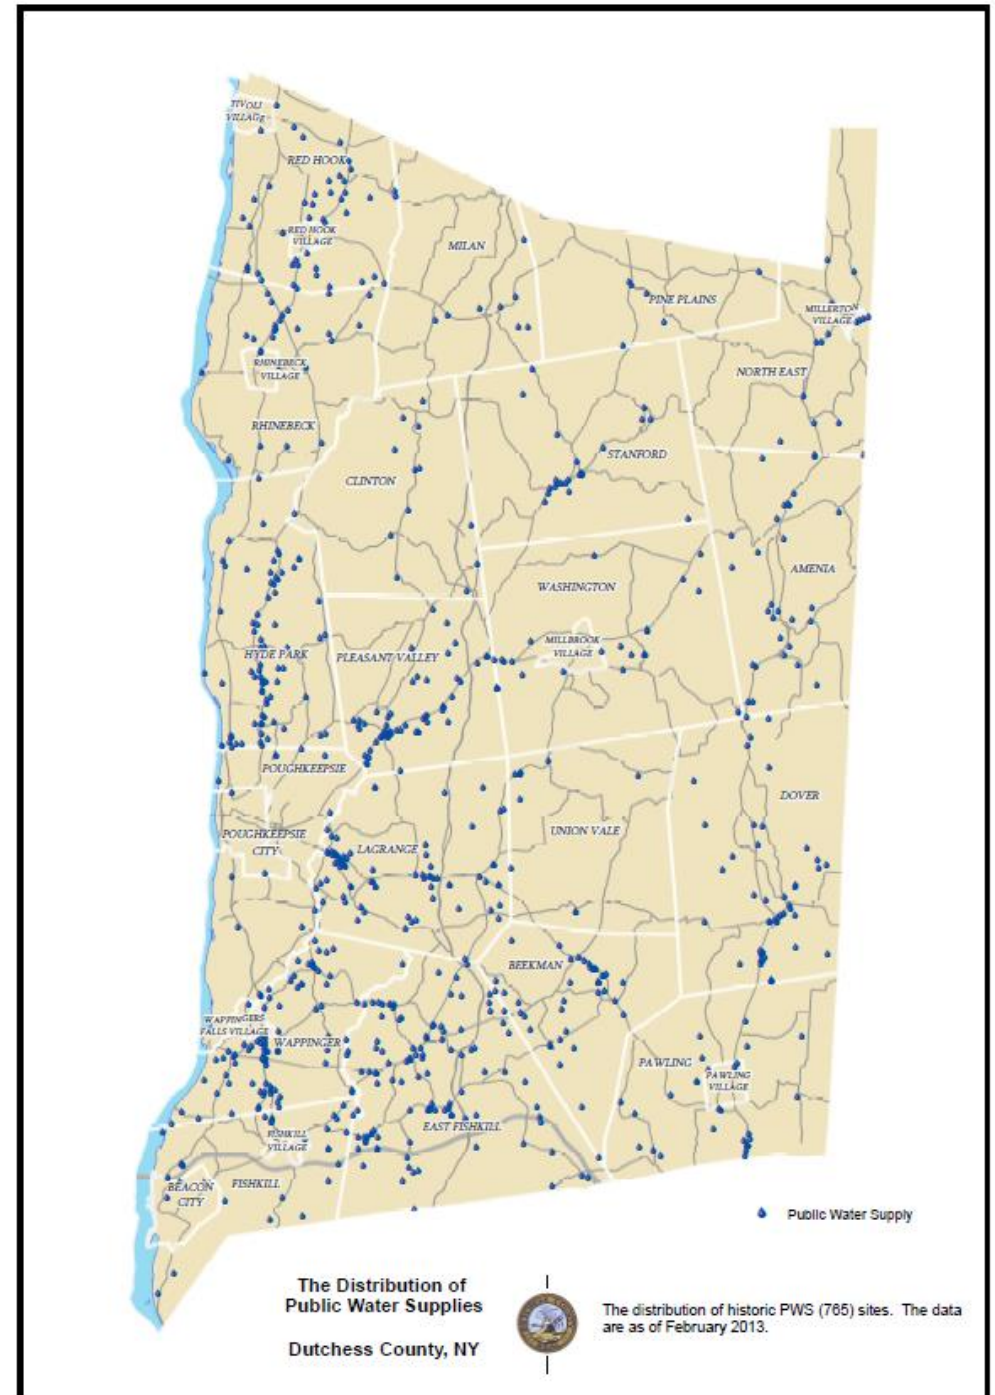 TIVOLI
VILLAGE
RED HOOK
RED HOOK
VILLAGE
MILAN
PINE PLAINS
MILLERTON
VILLAGE
RHINEBECK
VILLAGE
NORTH EAST
RHINEBECK
STANFORD
CLINTON
AMENIA
WASHINGTON
MILLBROOK
VILLAGE
HYDE PARK
PLEASANT VALLEY
POUGHKEEPSIE
DOVER
POUGHKEEPSIE
CITY
LAGRANGE
UNION VALE
BEEKMAN
WAPPINGERS
FALLS VILLAGE
WAPPINGER
PAWLING
PAWLING
VILLAGE
EAST FISHKILL
FISHKILL
VILLAGE
BEACON
CITY
FISHKILL
Public Water Supply
The Distribution of
Public Water Supplies
Dutchess County, NY
The distribution of historic PWS (765) sites. The data
are as of February 2013.